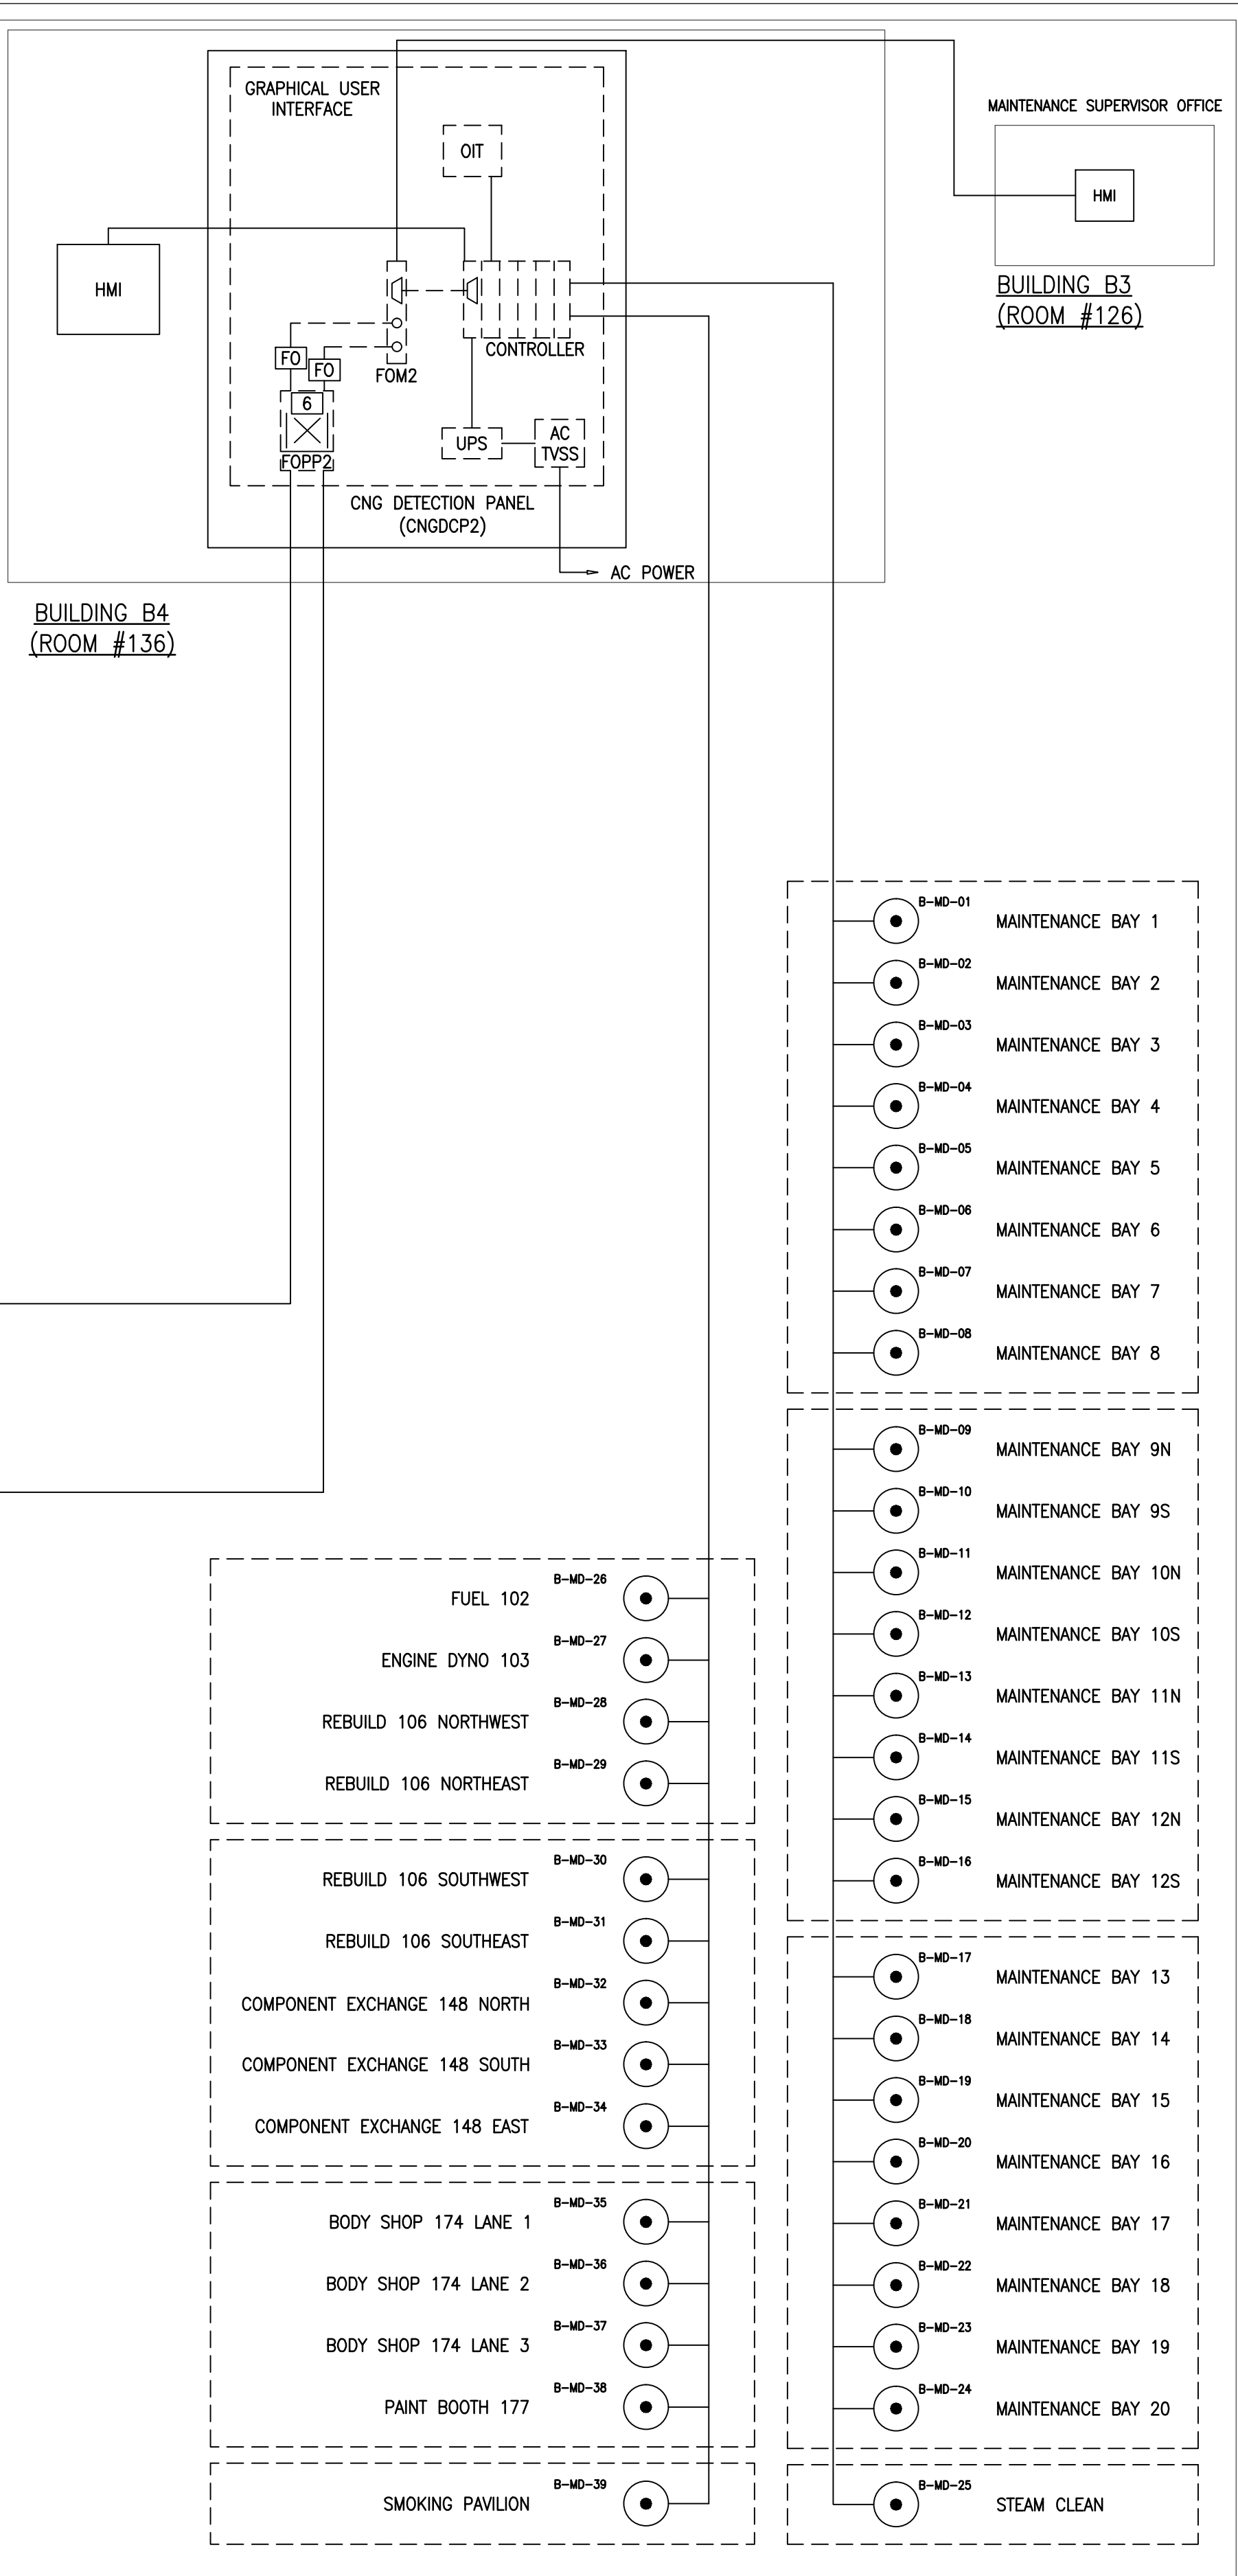 GRAPHICAL USER
INTERFACE
OIT
MAINTENANCE SUPERVISOR OFFICE
HMI
HMI
BUILDING B3
(ROOM #126)
CONTROLLER
FO
FO
FOM2
6
FOPP2
UPS
AC
TVSS
CNG DETECTION PANEL
(CNGDCP2)
AC POWER
BUILDING B4
(ROOM #136)
B-MD-01
MAINTENANCE BAY 1
B-MD-02
MAINTENANCE BAY 2
B-MD-03
MAINTENANCE BAY 3
B-MD-04
MAINTENANCE BAY 4
B-MD-05
MAINTENANCE BAY 5
B-MD-06
MAINTENANCE BAY 6
B-MD-07
MAINTENANCE BAY 7
B-MD-08
MAINTENANCE BAY 8
B-MD-09
MAINTENANCE BAY 9N
B-MD-10
MAINTENANCE BAY 9S
B-MD-11
MAINTENANCE BAY 10N
B-MD-12
MAINTENANCE BAY 10S
B-MD-13
MAINTENANCE BAY 11N
B-MD-14
MAINTENANCE BAY 11S
B-MD-15
MAINTENANCE BAY 12N
B-MD-16
MAINTENANCE BAY 12S
B-MD-17
MAINTENANCE BAY 13
B-MD-18
MAINTENANCE BAY 14
B-MD-19
MAINTENANCE BAY 15
B-MD-20
MAINTENANCE BAY 16
B-MD-21
MAINTENANCE BAY 17
B-MD-22
MAINTENANCE BAY 18
B-MD-23
MAINTENANCE BAY 19
B-MD-24
MAINTENANCE BAY 20
B-MD-25
STEAM CLEAN
B-MD-26
FUEL 102
B-MD-27
ENGINE DYNO 103
B-MD-28
REBUILD 106 NORTHWEST
B-MD-29
REBUILD 106 NORTHEAST
B-MD-30
REBUILD 106 SOUTHWEST
B-MD-31
REBUILD 106 SOUTHEAST
B-MD-32
COMPONENT EXCHANGE 148 NORTH
B-MD-33
COMPONENT EXCHANGE 148 SOUTH
B-MD-34
COMPONENT EXCHANGE 148 EAST
B-MD-35
BODY SHOP 174 LANE 1
B-MD-36
BODY SHOP 174 LANE 2
B-MD-37
BODY SHOP 174 LANE 3
B-MD-38
PAINT BOOTH 177
B-MD-39
SMOKING PAVILION